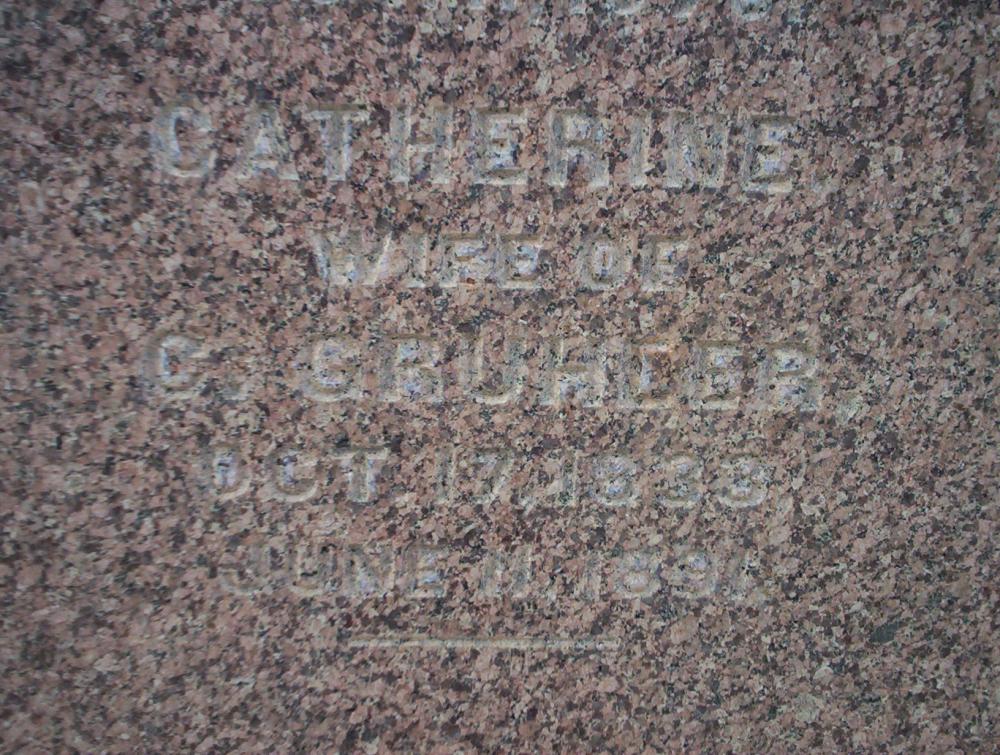 CATHERINE,
WIFE OF
C. GRUHLER,
OCT. 17, 1833,
JUNE 11, 1891.